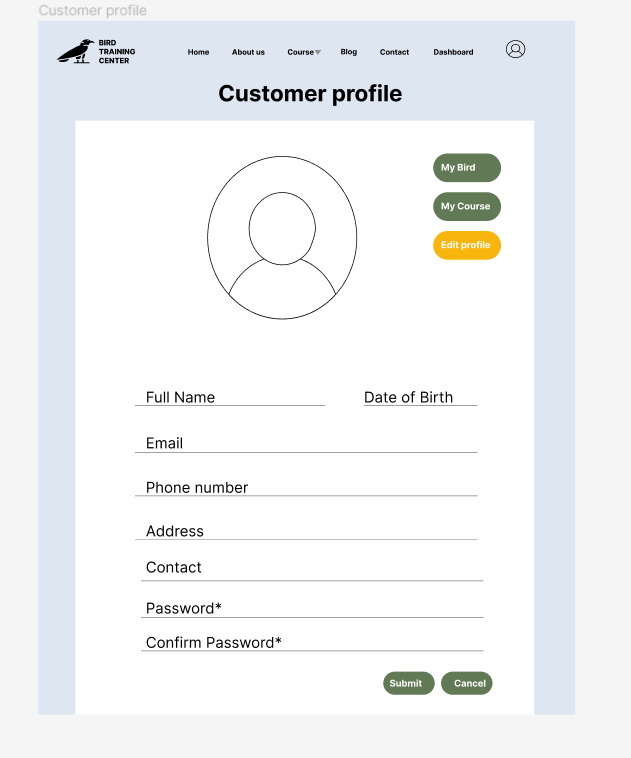 Customer profile
BIRD
TRAINING
CENTER
Home About us Course Blog Contact Dashboard
Customer profile
My Bird
My Course
Edit profile
Full Name Date of Birth
Email
Phone number
Address
Contact
Password*
Confirm Password*
Submit Cancel